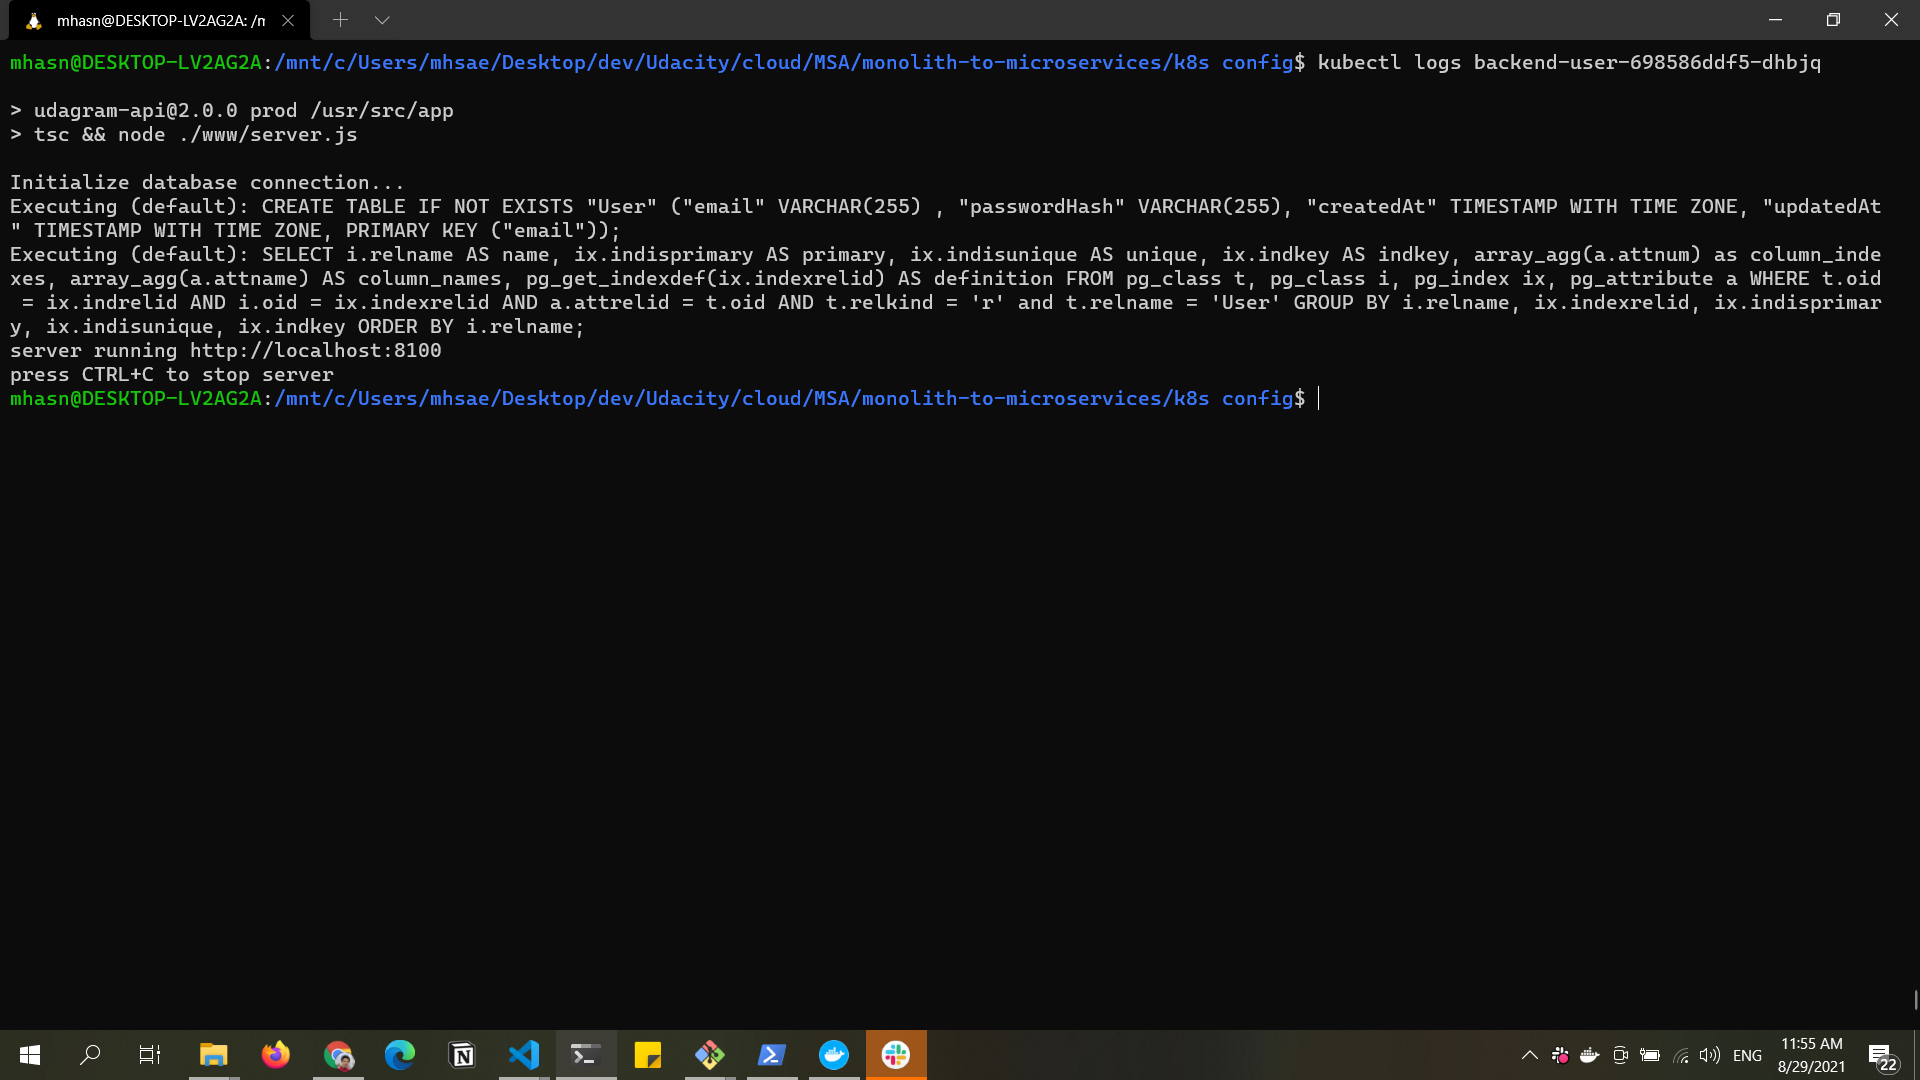 mhasn@DESKTOP-LV2AG2A: /m
mhasn@DESKTOP-LV2AG2A:/mnt/c/Users/mhsae/Desktop/dev/Udacity/cloud/MSA/monolith-to-microservices/k8s config$ kubectl logs backend-user-698586ddf5-dhbjq
> udagram-api@2.0.0 prod /usr/src/app
> tsc && node ./www/server.js
Initialize database connection...
Executing (default): CREATE TABLE IF NOT EXISTS "User" ("email" VARCHAR(255) , "passwordHash" VARCHAR(255), "createdAt" TIMESTAMP WITH TIME ZONE, "updatedAt
" TIMESTAMP WITH TIME ZONE, PRIMARY KEY ("email"));
Executing (default): SELECT i.relname AS name, ix.indisprimary AS primary, ix.indisunique AS unique, ix.indkey AS indkey, array_agg(a.attnum) as column_inde
xes, array_agg(a.attname) AS column_names, pg_get_indexdef(ix.indexrelid) AS definition FROM pg_class t, pg_class i, pg_index ix, pg_attribute a WHERE t.oid
 = ix.indrelid AND i.oid = ix.indexrelid AND a.attrelid = t.oid AND t.relkind = 'r' and t.relname = 'User' GROUP BY i.relname, ix.indexrelid, ix.indisprimar
y, ix.indisunique, ix.indkey ORDER BY i.relname;
server running http://localhost:8100
press CTRL+C to stop server
mhasn@DESKTOP-LV2AG2A:/mnt/c/Users/mhsae/Desktop/dev/Udacity/cloud/MSA/monolith-to-microservices/k8s config$
ENG
11:55 AM
8/29/2021
22